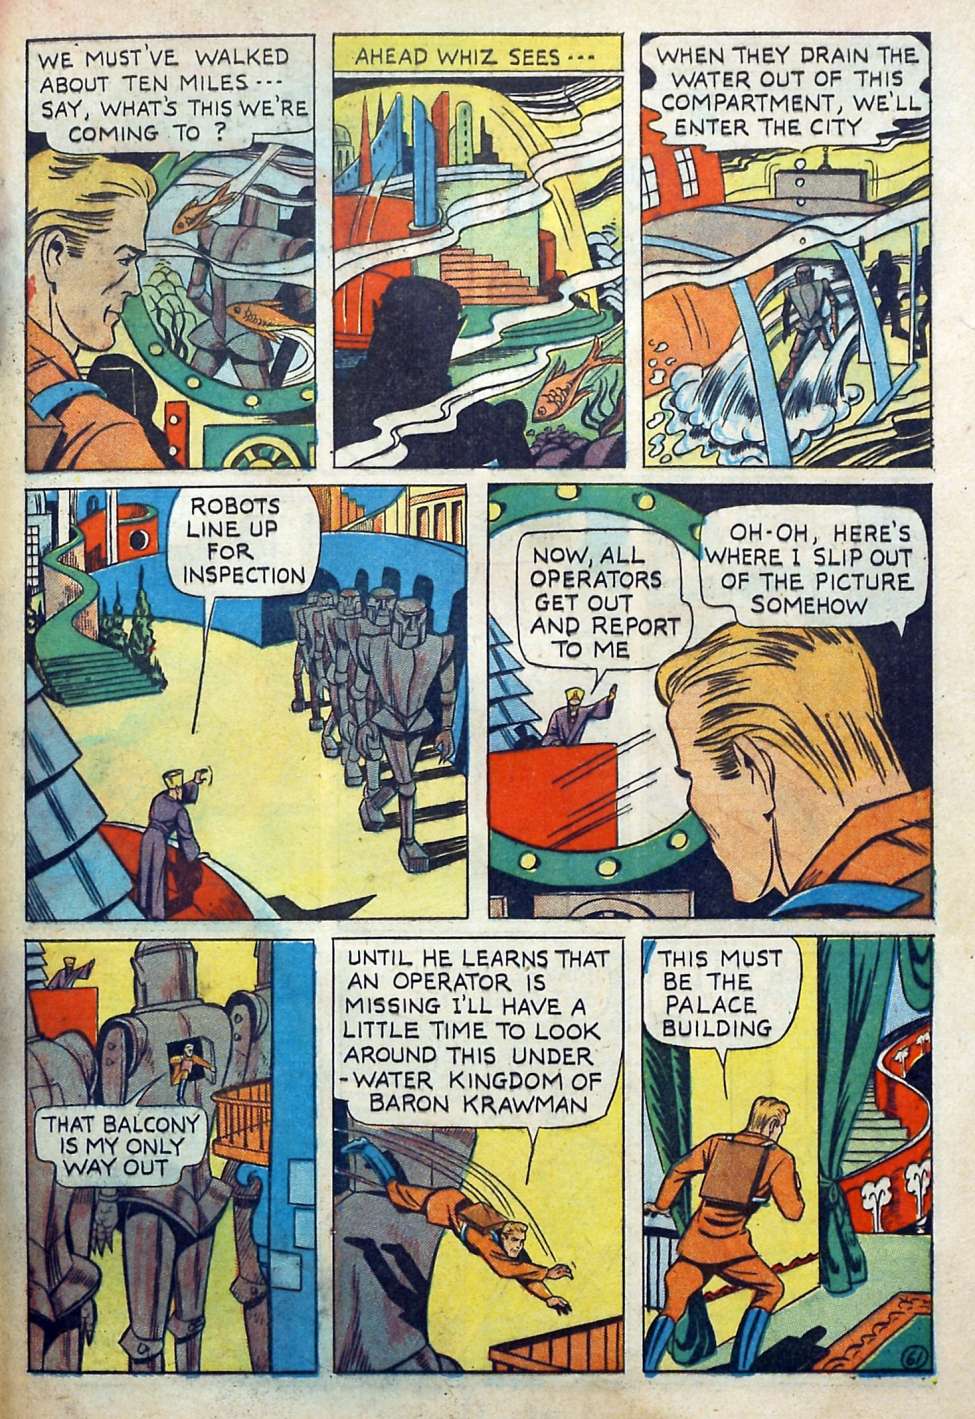 WE MUST'VE WALKED
ABOUT TEN MILES ---
SAY, WHAT'S THIS WE'RE
COMING TO ?
AHEAD WHIZ SEES ---
WHEN THEY DRAIN THE
WATER OUT OF THIS
COMPARTMENT, WE'LL
ENTER THE CITY
ROBOTS
LINE UP
FOR
INSPECTION
NOW, ALL
OPERATORS
GET OUT
AND REPORT
TO ME
OH-OH, HERE'S
WHERE I SLIP OUT
OF THE PICTURE
SOMEHOW
THAT BALCONY
IS MY ONLY
WAY OUT
UNTIL HE LEARNS THAT
AN OPERATOR IS
MISSING I'LL HAVE A
LITTLE TIME TO LOOK
AROUND THIS UNDER
-WATER KINGDOM OF
BARON KRAWMAN
THIS MUST
BE THE
PALACE
BUILDING
61